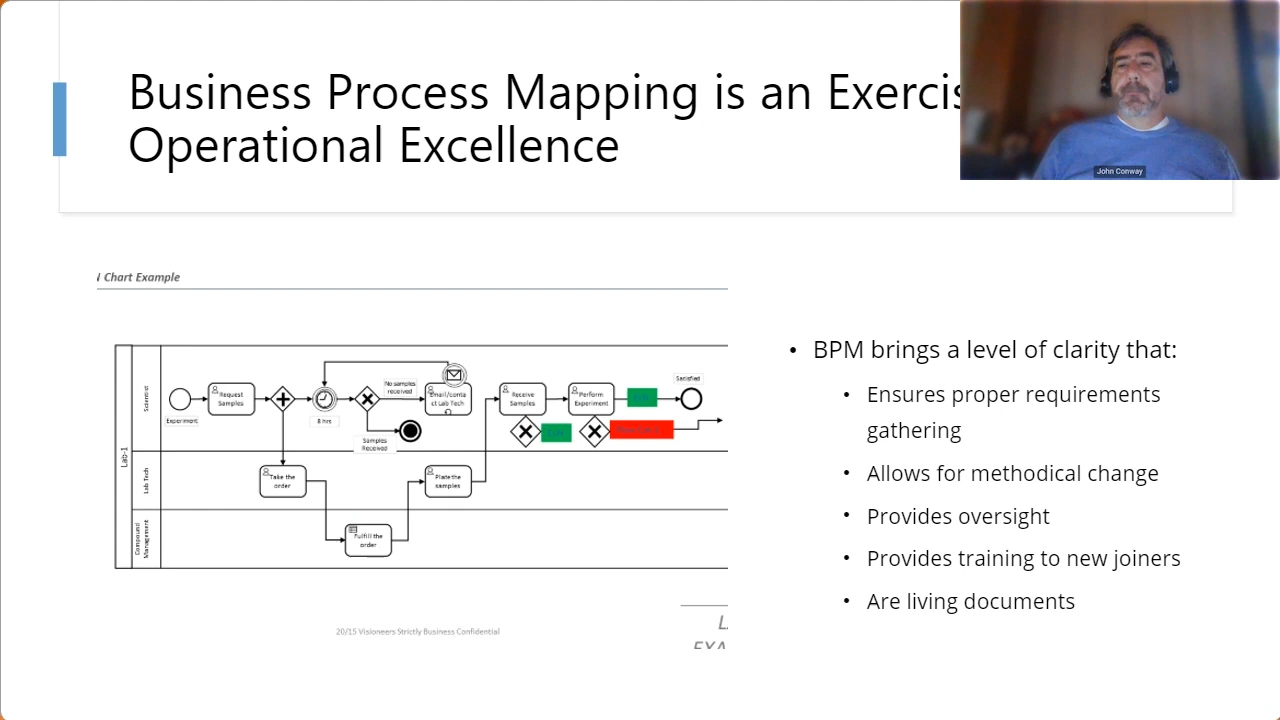 Business Process Mapping is an Exercis
Operational Excellence
John Conway
l Chart Example
BPM brings a level of clarity that:
Ensures proper requirements
gathering
Allows for methodical change
Provides oversight
Provides training to new joiners
Are living documents
Lab-1
Scientist
Lab Tech
Compound
Management
Experiment
Request
Samples
8 hrs
No samples
received
Samples
Received
Email/conta
ct Lab Tech
Receive
Samples
Perform
Experiment
Satisfied
Take the
order
Plate the
samples
Fulfill the
order
20/15 Visioneers Strictly Business Confidential
L
EXA